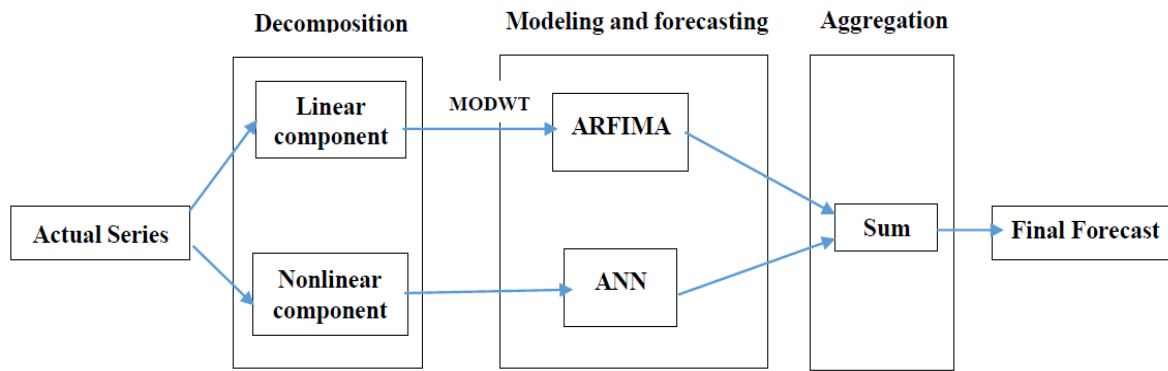 Decomposition
Modeling and forecasting
Aggregation
Linear
component
MODWT
ARFIMA
Actual Series
Sum
Final Forecast
Nonlinear
component
ANN